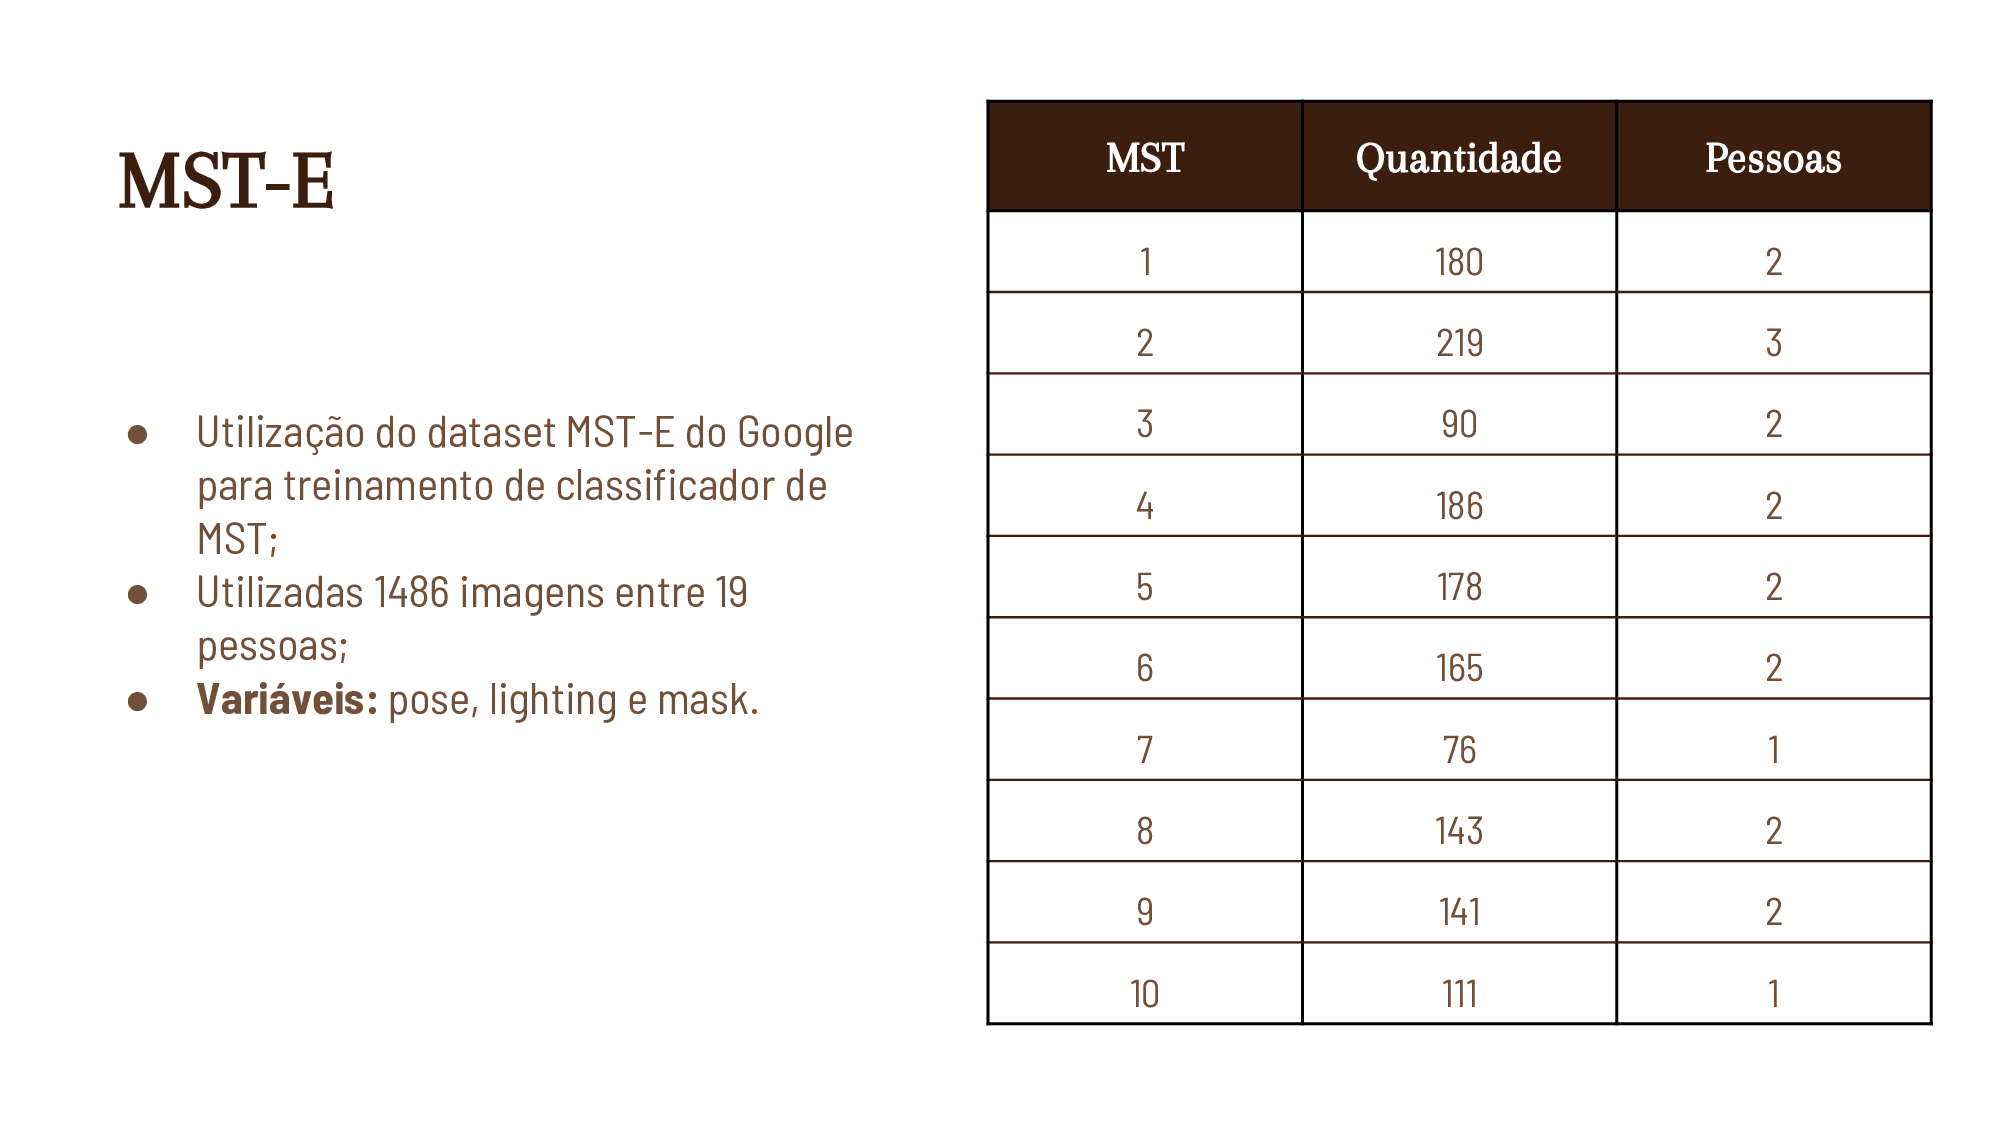 MST-E
● Utilização do dataset MST-E do Google
para treinamento de classificador de
MST;
● Utilizadas 1486 imagens entre 19
pessoas;
● Variáveis: pose, lighting e mask.
MST Quantidade Pessoas
1 180 2
2 219 3
3 90 2
4 186 2
5 178 2
6 165 2
7 76 1
8 143 2
9 141 2
10 111 1